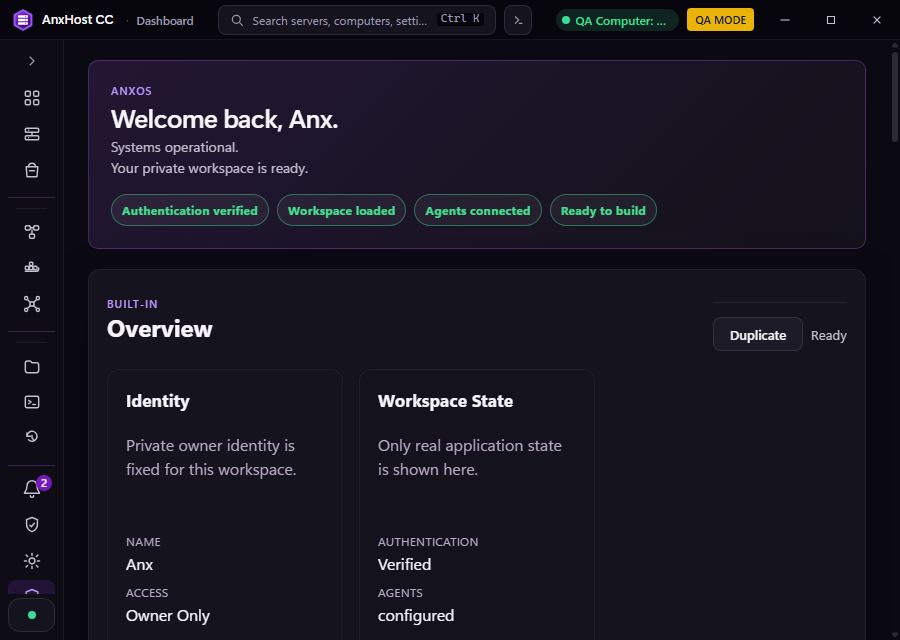 AnxHost CC · Dashboard
Search servers, computers, setti... Ctrl K
QA Computer: ...
QA MODE
ANXOS
Welcome back, Anx.
Systems operational.
Your private workspace is ready.
Authentication verified
Workspace loaded
Agents connected
Ready to build
BUILT-IN
Overview
Duplicate
Ready
Identity
Private owner identity is
fixed for this workspace.
NAME
Anx
ACCESS
Owner Only
Workspace State
Only real application state
is shown here.
AUTHENTICATION
Verified
AGENTS
configured
2